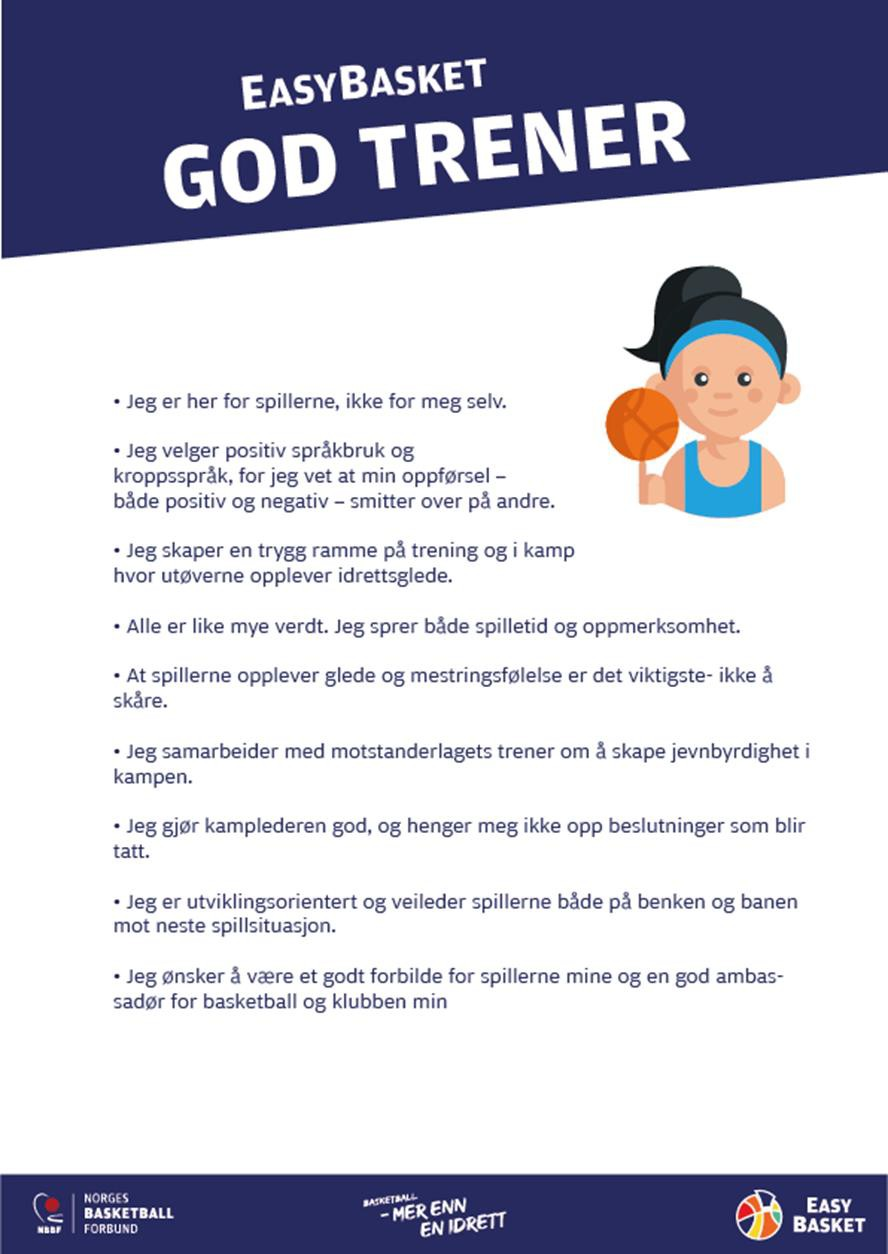 EASYBASKET
GOD TRENER
• Jeg er her for spillerne, ikke for meg selv.
• Jeg velger positiv språkbruk og
kroppsspråk, for jeg vet at min oppførsel –
både positiv og negativ – smitter over på andre.
• Jeg skaper en trygg ramme på trening og i kamp
hvor utøverne opplever idrettsglede.
• Alle er like mye verdt. Jeg sprer både spilletid og oppmerksomhet.
• At spillerne opplever glede og mestringsfølelse er det viktigste- ikke å
skåre.
• Jeg samarbeider med motstanderlagets trener om å skape jevnbyrdighet i
kampen.
• Jeg gjør kamplederen god, og henger meg ikke opp beslutninger som blir
tatt.
• Jeg er utviklingsorientert og veileder spillerne både på benken og banen
mot neste spillsituasjon.
• Jeg ønsker å være et godt forbilde for spillerne mine og en god ambas-
sadør for basketball og klubben min
NBBF
NORGES
BASKETBALL
FORBUND
BASKETBALL
– MER ENN
EN IDRETT
EASY
BASKET